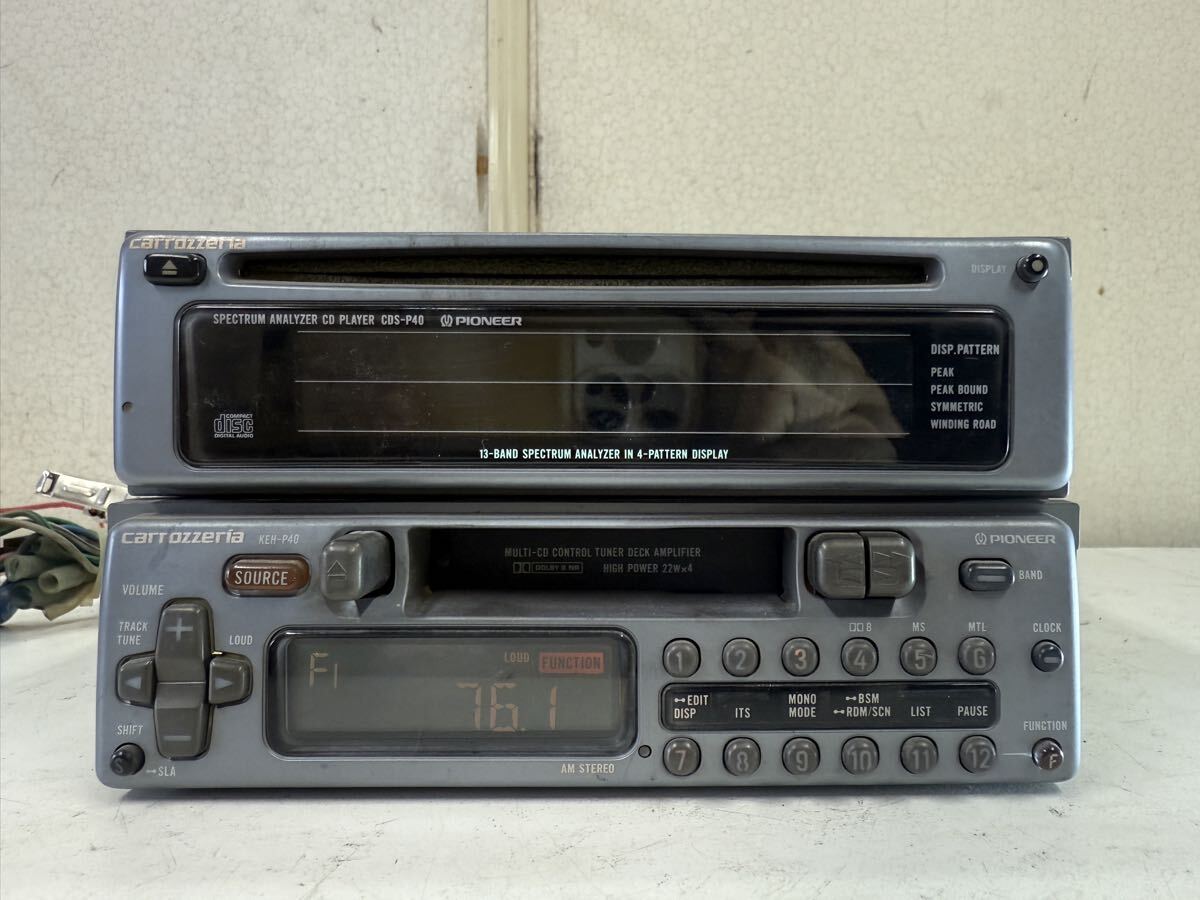 carrozzeria
DISPLAY
SPECTRUM ANALYZER CD PLAYER CDS-P40 PIONEER
DISP.PATTERN
PEAK
PEAK BOUND
SYMMETRIC
WINDING ROAD
COMPACT
disc
DIGITAL AUDIO
13-BAND SPECTRUM ANALYZER IN 4-PATTERN DISPLAY
carrozzeria KEH-P40
PIONEER
MULTI-CD CONTROL TUNER DECK AMPLIFIER
DOLBY B NR HIGH POWER 22W×4
SOURCE
BAND
VOLUME
TRACK
TUNE
LOUD
+
−
SHIFT
S
SLA
F1
LOUD FUNCTION
76.1
AM STEREO
B MS MTL
CLOCK
1 2 3 4 5 6
EDIT
DISP
ITS
MONO
MODE
BSM
RDM/SCN
LIST
PAUSE
FUNCTION
7 8 9 10 11 12 F